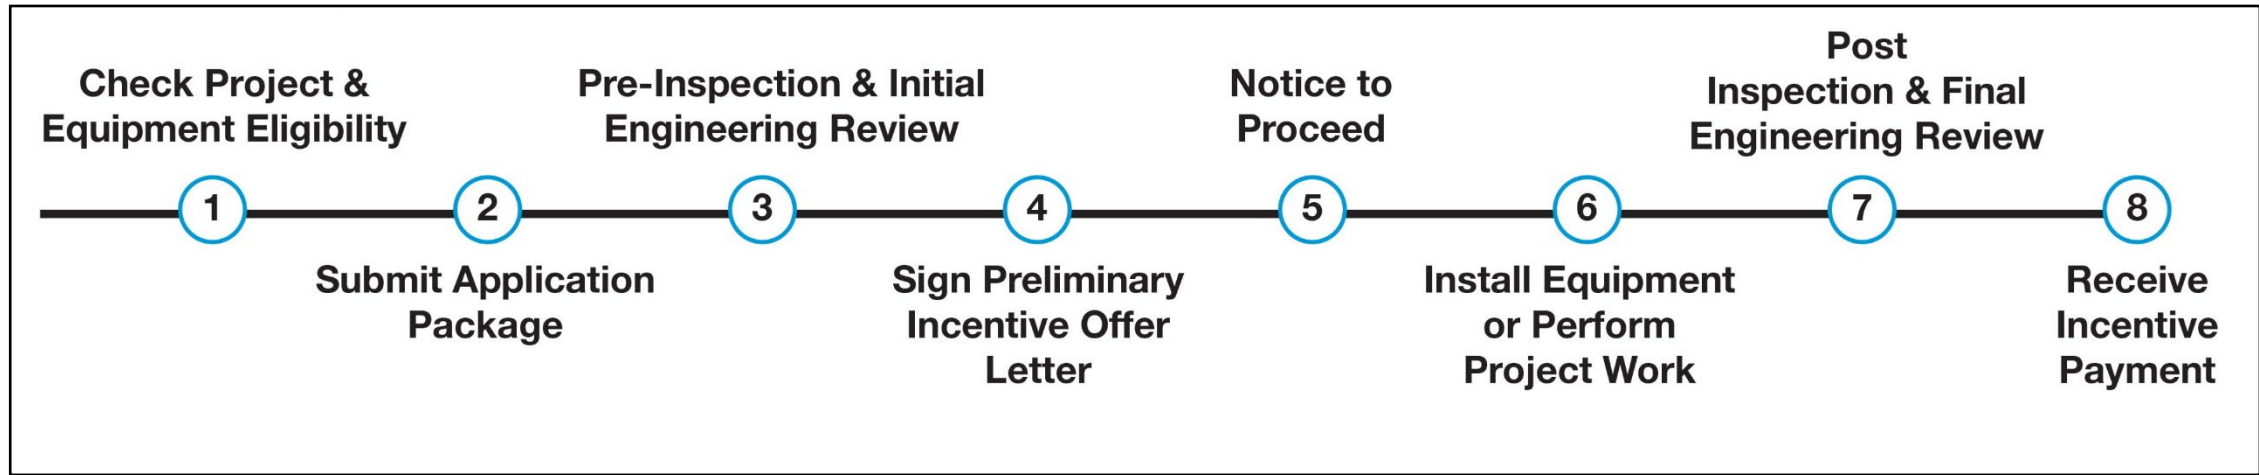 Check Project &
Equipment Eligibility
1
Submit Application
Package
2
Pre-Inspection & Initial
Engineering Review
3
Sign Preliminary
Incentive Offer
Letter
4
Notice to
Proceed
5
Install Equipment
or Perform
Project Work
6
Post
Inspection & Final
Engineering Review
7
Receive
Incentive
Payment
8